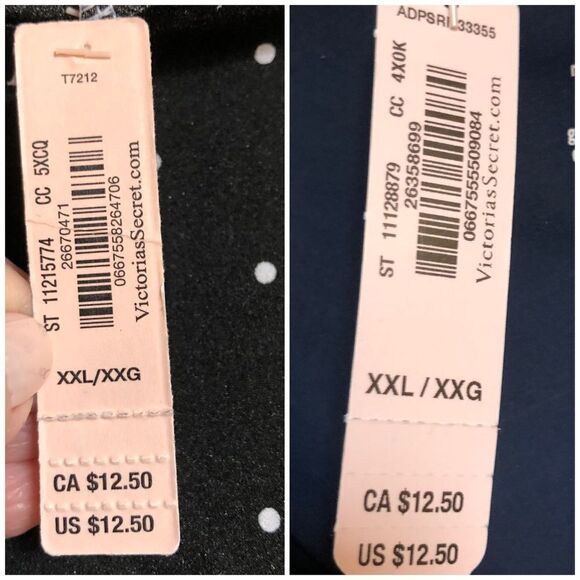 T7212
ST 11215774 CC 5XCQ
26670471
0667558264706
VictoriasSecret.com
XXL/XXG
CA $12.50
US $12.50
33355
ST 11128879 CC 4X0K
26358699
0667555509084
VictoriasSecret.com
XXL / XXG
CA $12.50
US $12.50